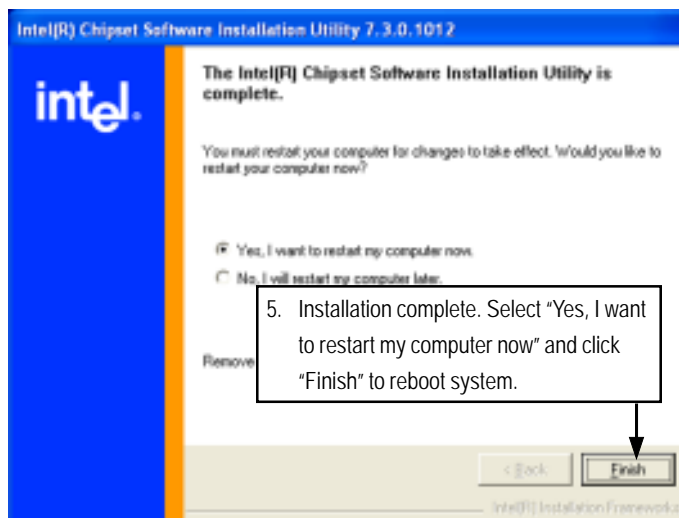 Intel(R) Chipset Software Installation Utility 7.3.0.1012
intel.
The Intel(R) Chipset Software Installation Utility is
complete.
You must restart your computer for changes to take effect. Would you like to
restart your computer now?
Yes, I want to restart my computer now.
No, I will restart my computer later.
5. Installation complete. Select "Yes, I want
to restart my computer now" and click
"Finish" to reboot system.
Remove
< Back
Finish
Intel(R) Installation Frameworks